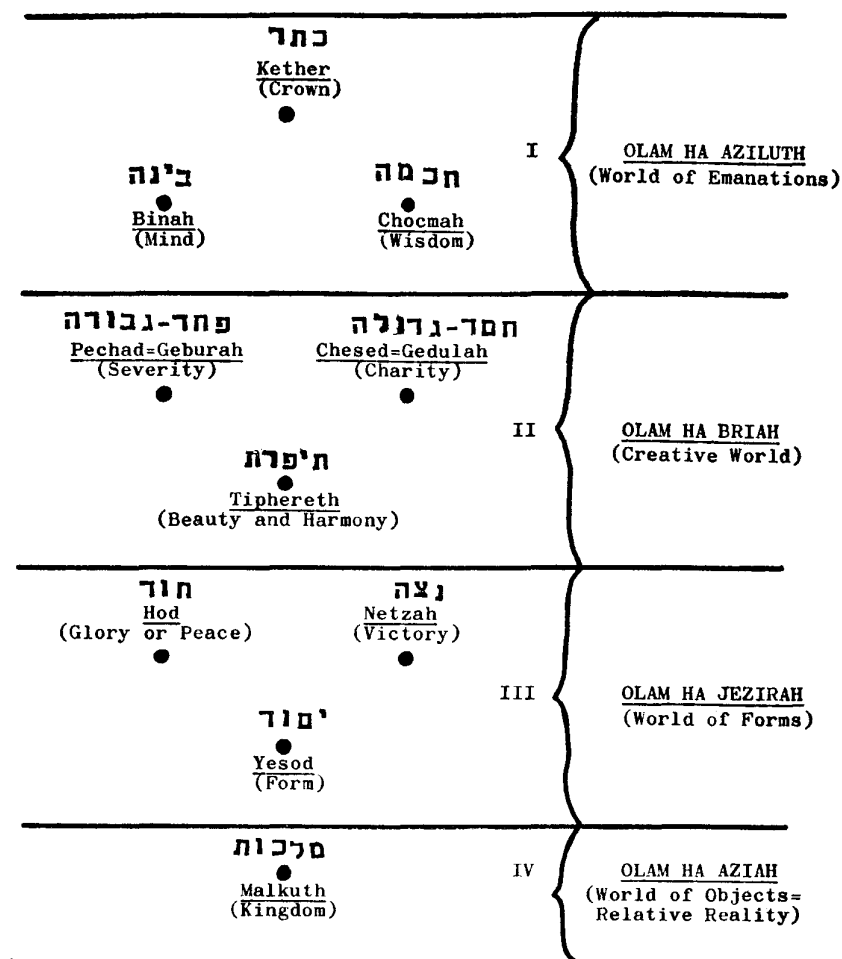 כתר
Kether
(Crown)
I
OLAM HA AZILUTH
(World of Emanations)
בינה
חכמה
Binah
(Mind)
Chocmah
(Wisdom)
פחד-גבורה
חסד-גדולה
Pechad=Geburah
(Severity)
Chesed=Gedulah
(Charity)
II
OLAM HA BRIAH
(Creative World)
תיפרת
Tiphereth
(Beauty and Harmony)
חוד
נצה
Hod
(Glory or Peace)
Netzah
(Victory)
III
OLAM HA JEZIRAH
(World of Forms)
יסוד
Yesod
(Form)
מלכות
Malkuth
(Kingdom)
IV
OLAM HA AZIAH
(World of Objects=
Relative Reality)